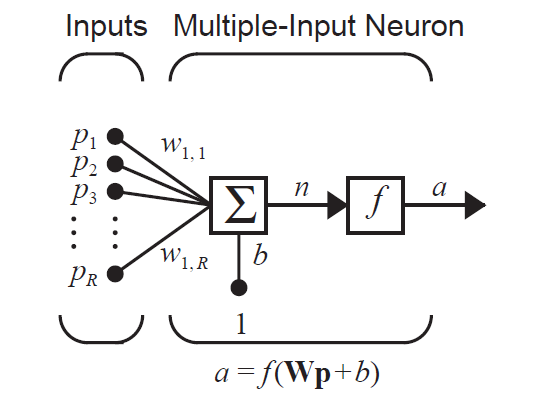 Inputs Multiple-Input Neuron
p1 w1, 1
p2
p3 Σ n f a
w1, R b
pR
1
a = f(Wp + b)